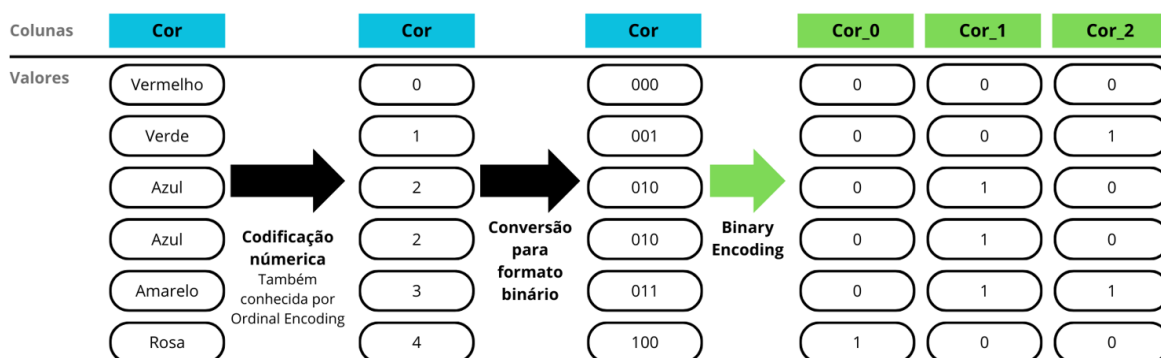 Colunas Cor Cor Cor Cor_0 Cor_1 Cor_2
Valores Vermelho 0 000 0 0 0
Verde 1 001 0 0 1
Azul 2 010 0 1 0
Azul 2 010 0 1 0
Amarelo 3 011 0 1 1
Rosa 4 100 1 0 0
Codificação
númerica
Também
conhecida por
Ordinal Encoding
Conversão
para
formato
binário
Binary
Encoding